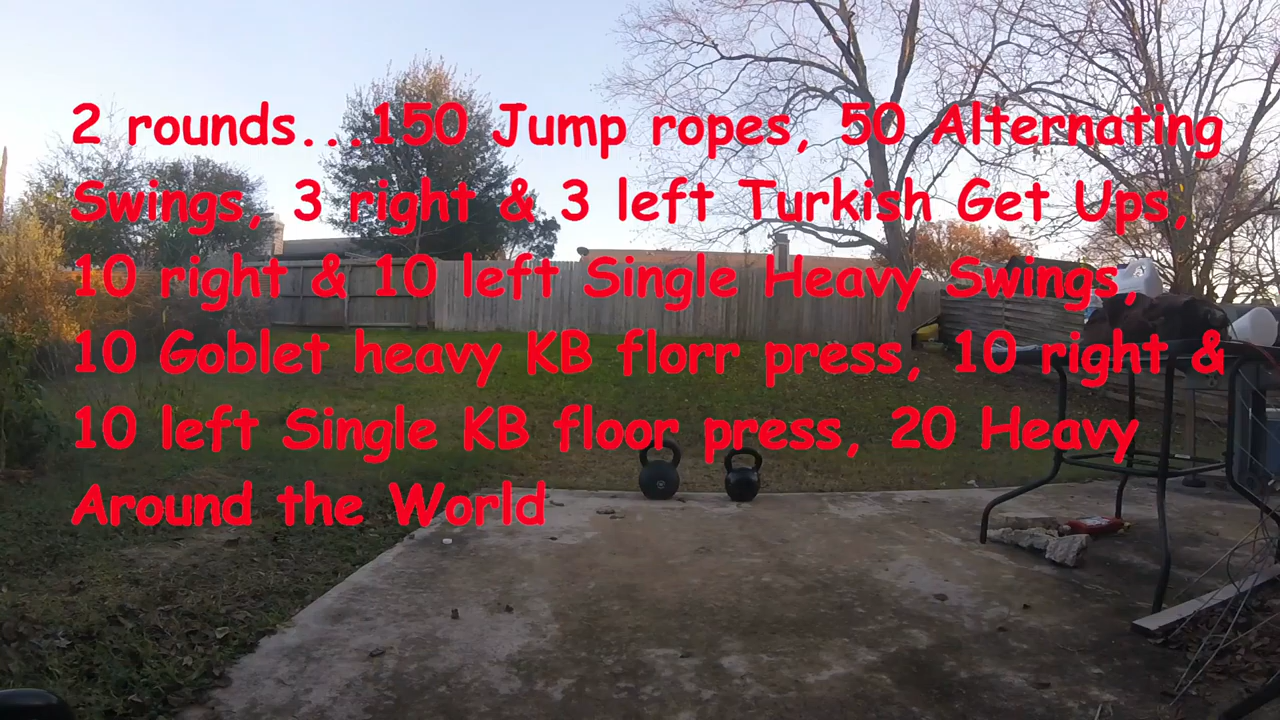 2 rounds...150 Jump ropes, 50 Alternating
Swings, 3 right & 3 left Turkish Get Ups,
10 right & 10 left Single Heavy Swings,
10 Goblet heavy KB florr press, 10 right &
10 left Single KB floor press, 20 Heavy
Around the World